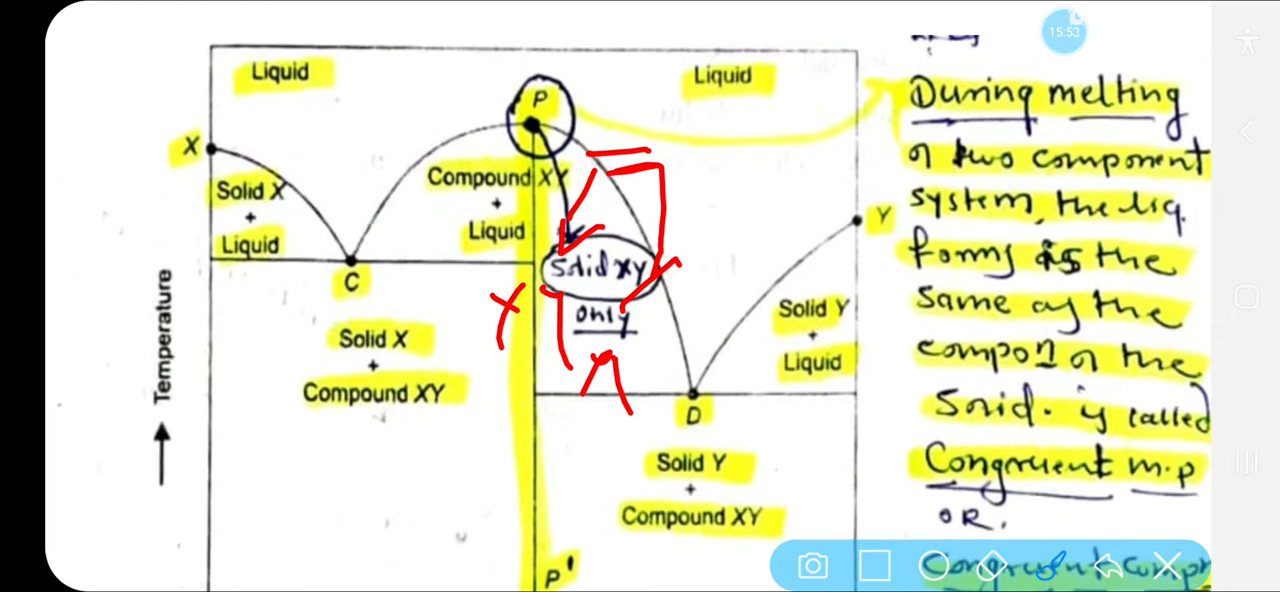 15:53
Liquid
Liquid
P
X
Y
Solid X
+
Liquid
Compound XY
+
Liquid
Solid XY
only
C
Solid Y
+
Liquid
Solid X
+
Compound XY
D
Solid Y
+
Compound XY
P'
Temperature
During melting
of two component
system, the liq.
forms is the
same as the
of the
Solid. is called
Congruent m.p
OR.
Congruent